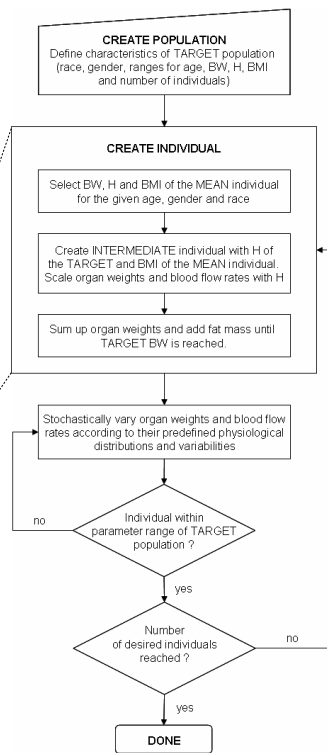 CREATE POPULATION
Define characteristics of TARGET population
(race, gender, ranges for age, BW, H, BMI
and number of individuals)
CREATE INDIVIDUAL
Select BW, H and BMI of the MEAN individual
for the given age, gender and race
Create INTERMEDIATE individual with H of
the TARGET and BMI of the MEAN individual.
Scale organ weights and blood flow rates with H
Sum up organ weights and add fat mass until
TARGET BW is reached.
Stochastically vary organ weights and blood flow
rates according to their predefined physiological
distributions and variabilities
no
Individual within
parameter range of TARGET
population ?
yes
Number
of desired individuals
reached ?
no
yes
DONE